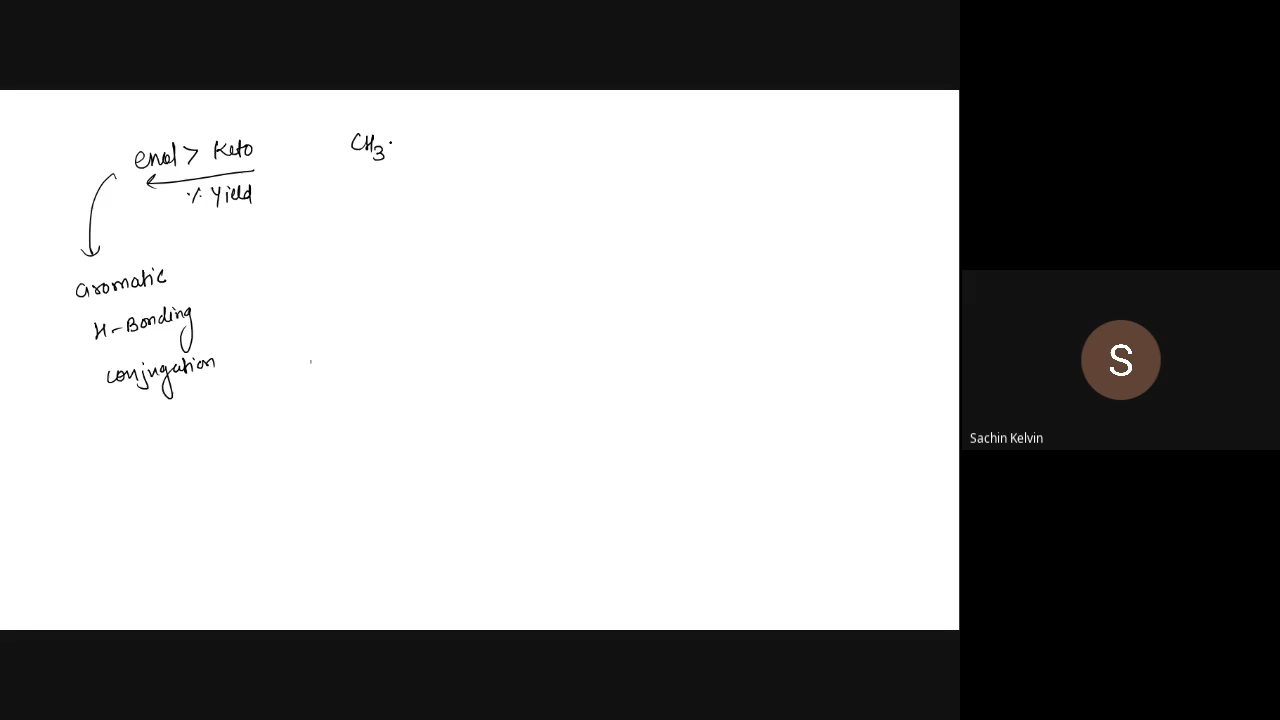 enol > Keto
% Yield
aromatic
H-Bonding
conjugation
CH3-
S
Sachin Kelvin